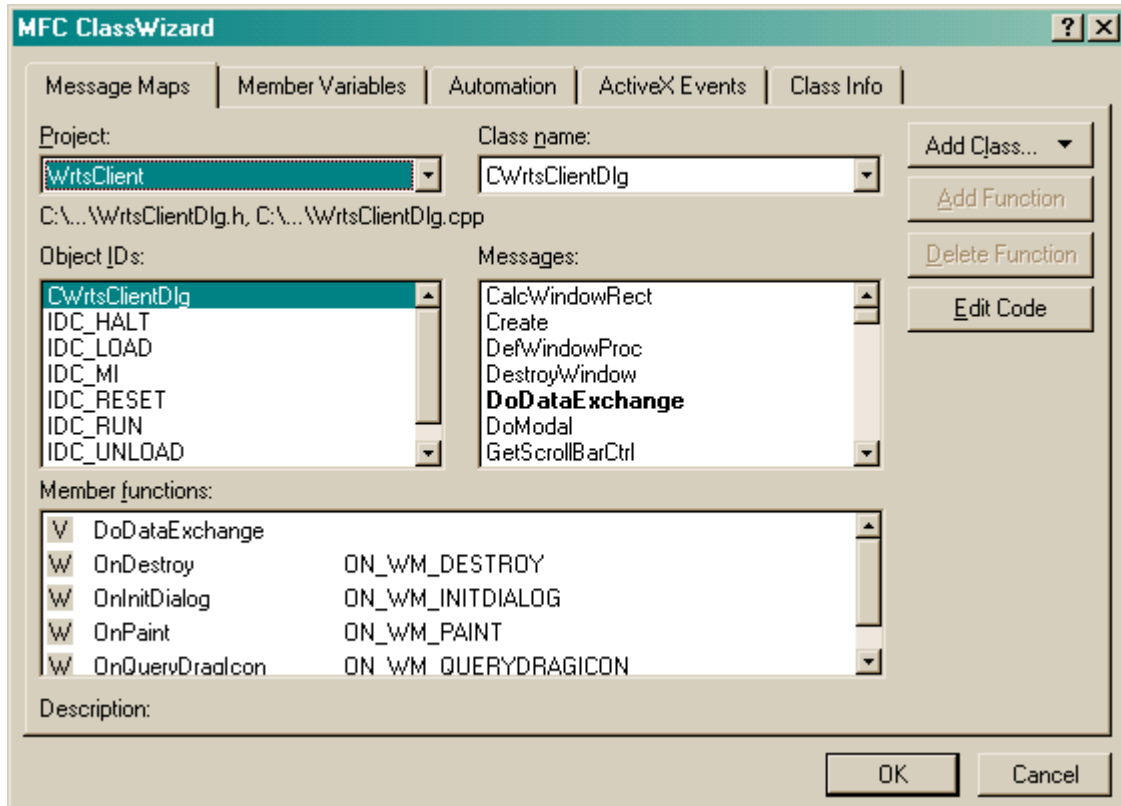 MFC ClassWizard
Message Maps Member Variables Automation ActiveX Events Class Info
Project: Class name:
WrtsClient CWrtsClientDlg Add Class...
C:\...\WrtsClientDlg.h, C:\...\WrtsClientDlg.cpp Add Function
Object IDs: Messages: Delete Function
CWrtsClientDlg CalcWindowRect Edit Code
IDC_HALT Create
IDC_LOAD DefWindowProc
IDC_MI DestroyWindow
IDC_RESET DoDataExchange
IDC_RUN DoModal
IDC_UNLOAD GetScrollBarCtrl
Member functions:
V DoDataExchange
W OnDestroy ON_WM_DESTROY
W OnInitDialog ON_WM_INITDIALOG
W OnPaint ON_WM_PAINT
W OnQueryDragIcon ON_WM_QUERYDRAGICON
Description:
OK Cancel